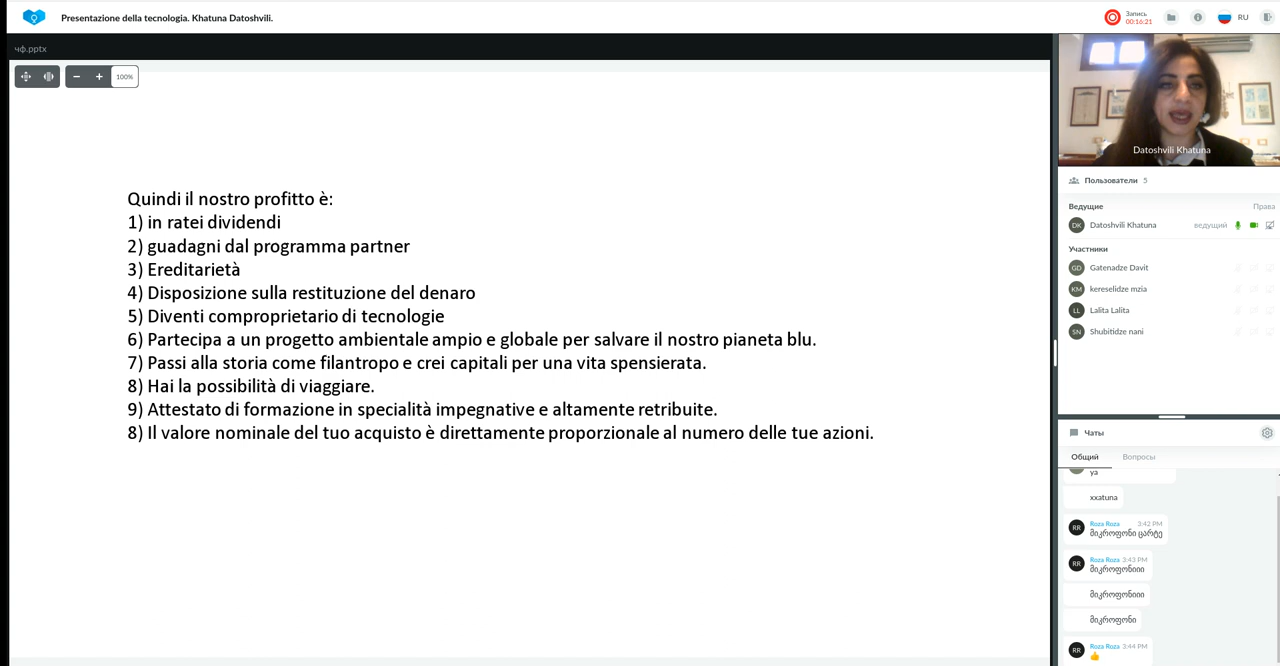 Presentazione della tecnologia. Khatuna Datoshvili.
Запись
00:16:21
RU
чф.pptx
100%
Quindi il nostro profitto è:
1) in ratei dividendi
2) guadagni dal programma partner
3) Ereditarietà
4) Disposizione sulla restituzione del denaro
5) Diventi comproprietario di tecnologie
6) Partecipa a un progetto ambientale ampio e globale per salvare il nostro pianeta blu.
7) Passi alla storia come filantropo e crei capitali per una vita spensierata.
8) Hai la possibilità di viaggiare.
9) Attestato di formazione in specialità impegnative e altamente retribuite.
8) Il valore nominale del tuo acquisto è direttamente proporzionale al numero delle tue azioni.
Datoshvili Khatuna
Пользователи 5
Ведущие Права
DK Datoshvili Khatuna ведущий
Участники
GD Gatenadze Davit
KM kereselidze mzia
LL Lalita Lalita
SN Shubitidze nani
Чаты
Общий Вопросы
ya
xxatuna
RR Roza Roza 3:42 PM
მიკროფონი ცარტე
RR Roza Roza 3:43 PM
მიკროფონიიი
მიკროფონიიი
მიკროფონი
RR Roza Roza 3:44 PM
👍